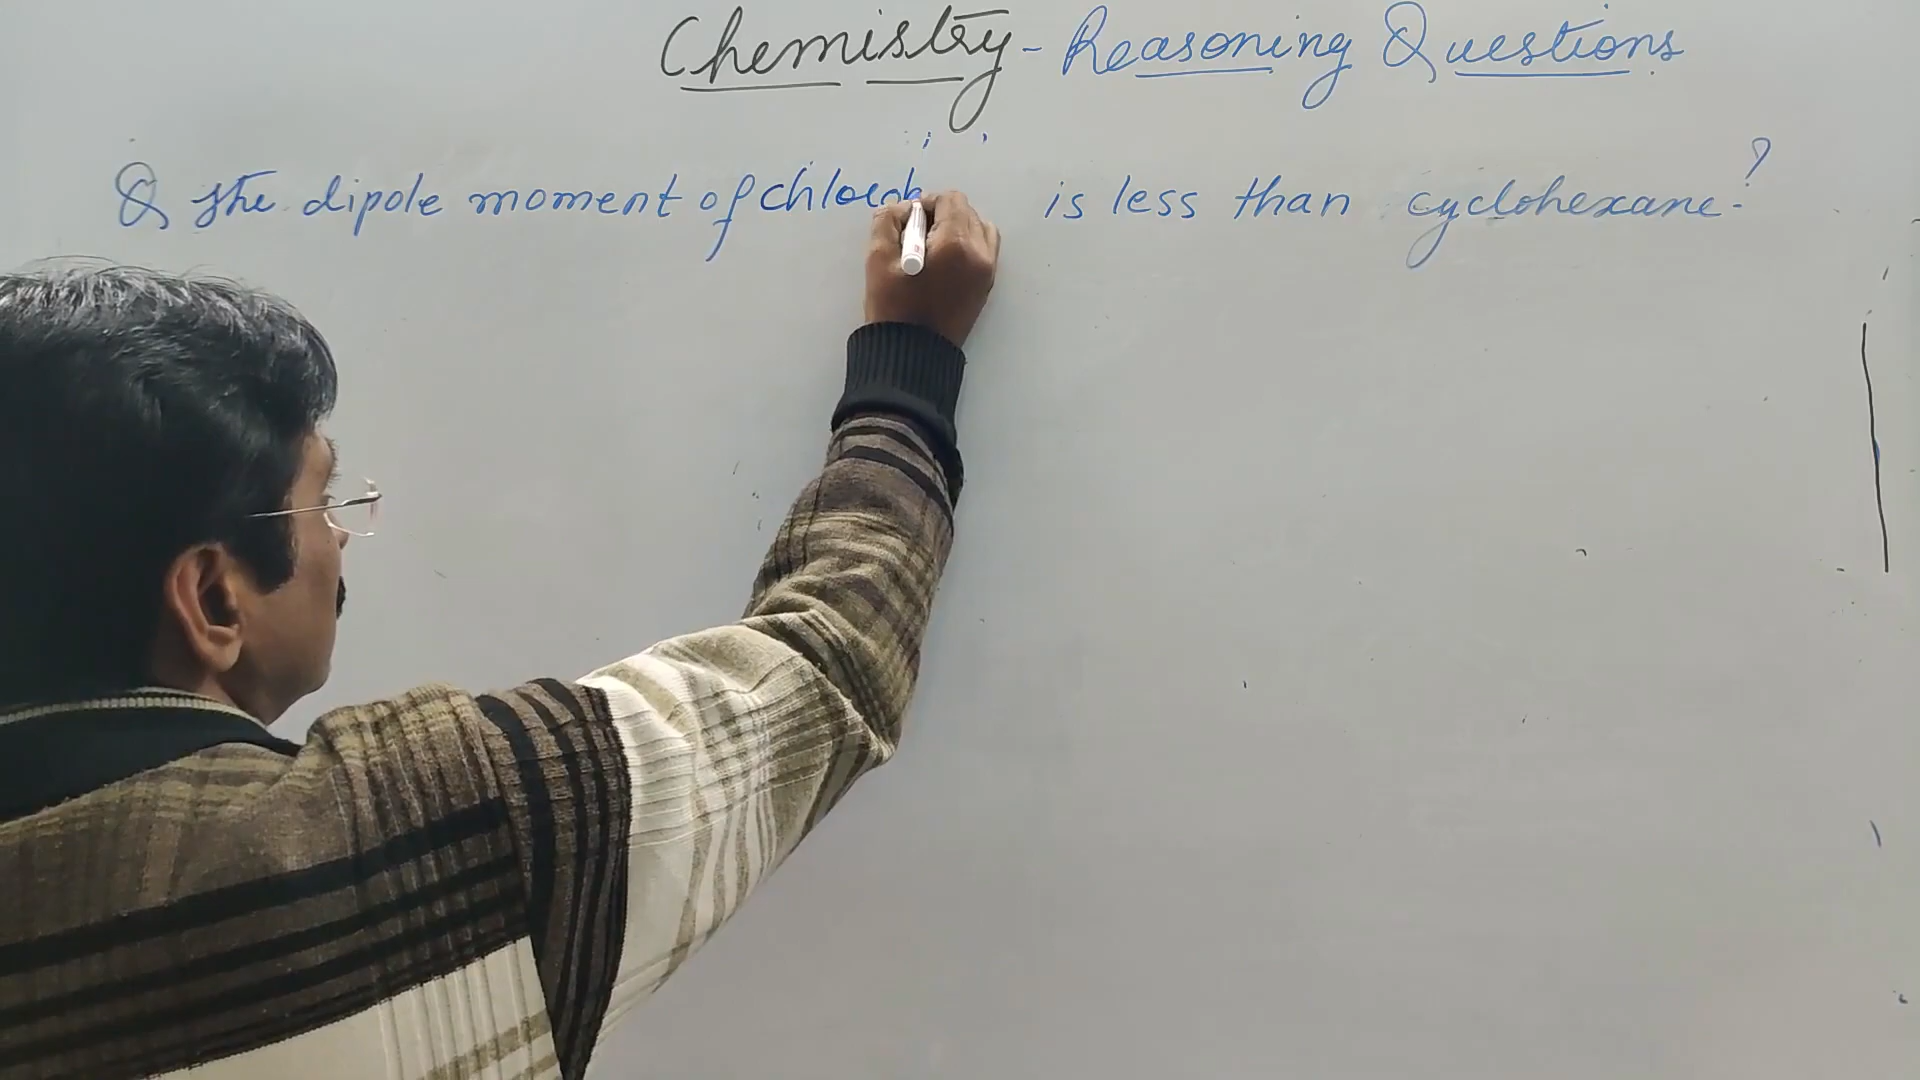 Chemistry - Reasoning Questions
Q The dipole moment of chloro is less than cyclohexane?